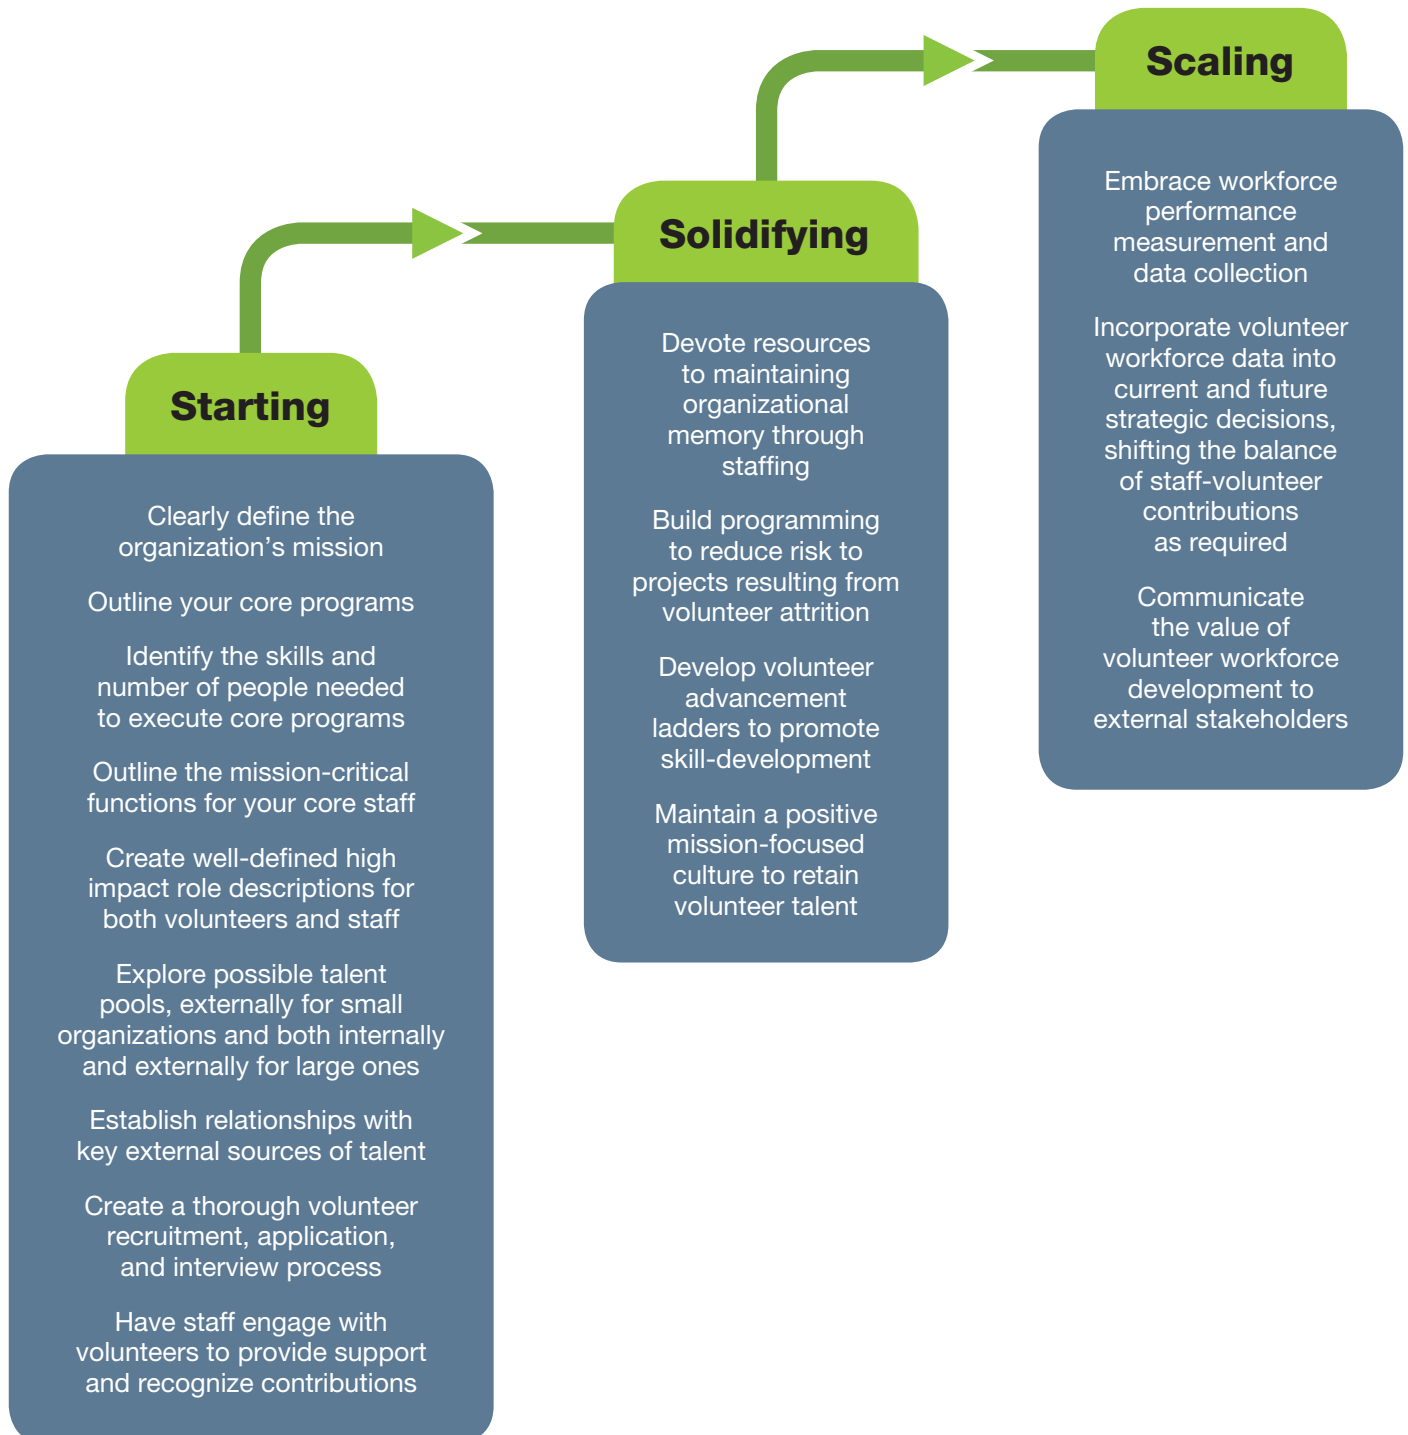 Starting
Clearly define the
organization’s mission
Outline your core programs
Identify the skills and
number of people needed
to execute core programs
Outline the mission-critical
functions for your core staff
Create well-defined high
impact role descriptions for
both volunteers and staff
Explore possible talent
pools, externally for small
organizations and both internally
and externally for large ones
Establish relationships with
key external sources of talent
Create a thorough volunteer
recruitment, application,
and interview process
Have staff engage with
volunteers to provide support
and recognize contributions
Solidifying
Devote resources
to maintaining
organizational
memory through
staffing
Build programming
to reduce risk to
projects resulting from
volunteer attrition
Develop volunteer
advancement
ladders to promote
skill-development
Maintain a positive
mission-focused
culture to retain
volunteer talent
Scaling
Embrace workforce
performance
measurement and
data collection
Incorporate volunteer
workforce data into
current and future
strategic decisions,
shifting the balance
of staff-volunteer
contributions
as required
Communicate
the value of
volunteer workforce
development to
external stakeholders